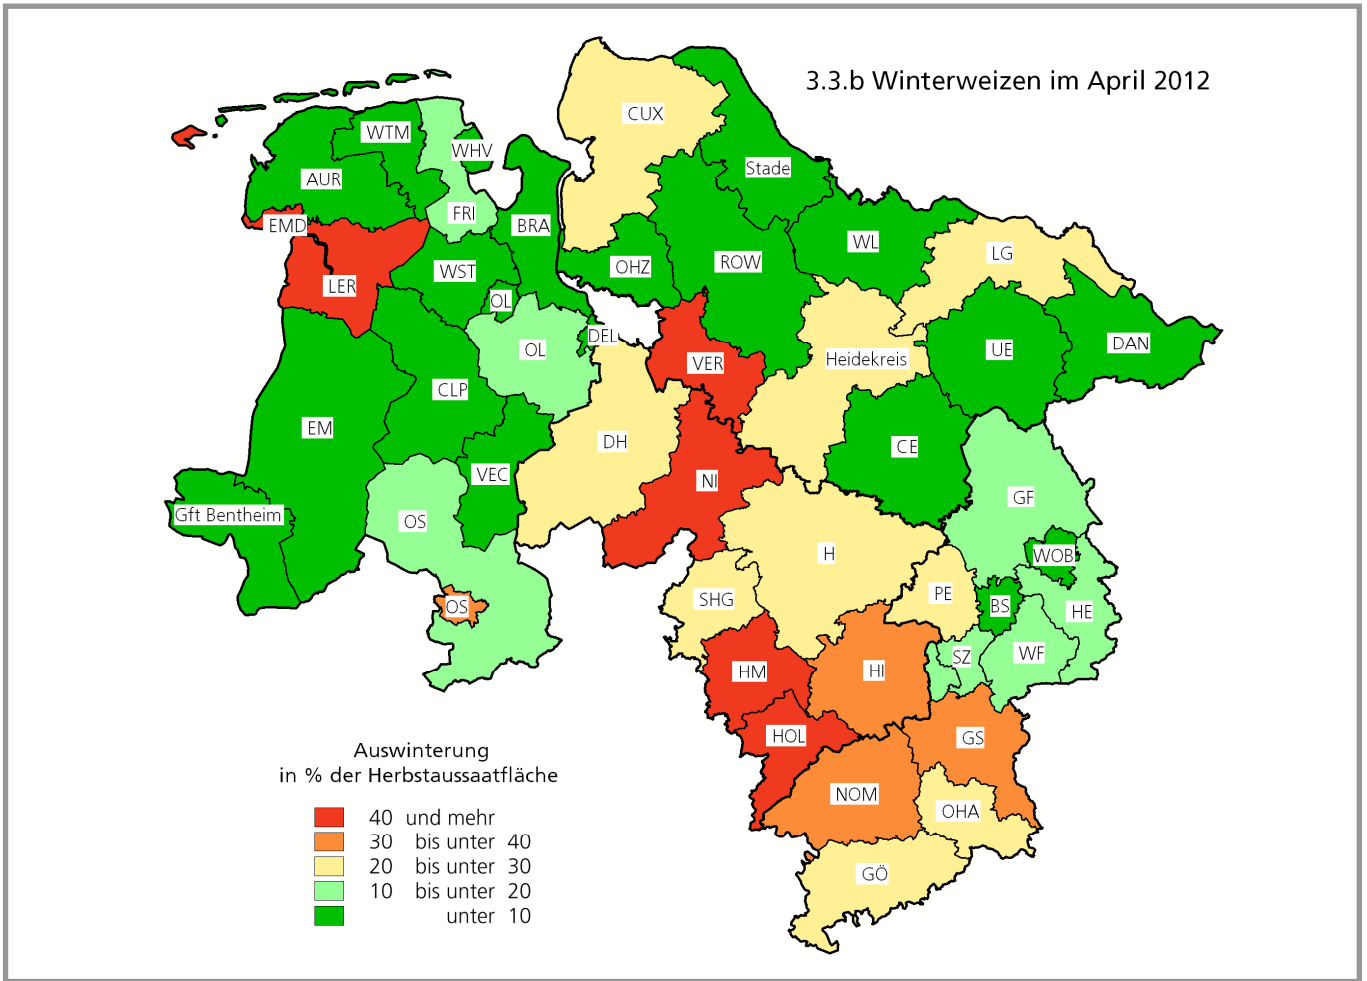 3.3.b Winterweizen im April 2012
CUX
WTM
WHV
Stade
AUR
FRI
EMD
BRA
WL
LG
WST
OHZ
ROW
LER
OL
DEL
OL
VER
Heidekreis
UE
DAN
CLP
EM
DH
CE
VEC
NI
GF
Gft Bentheim
OS
H
WOB
OS
SHG
PE
BS
HE
HM
HI
SZ
WF
HOL
GS
NOM
OHA
GÖ
Auswinterung
in % der Herbstaussaatfläche
40 und mehr
30 bis unter 40
20 bis unter 30
10 bis unter 20
unter 10